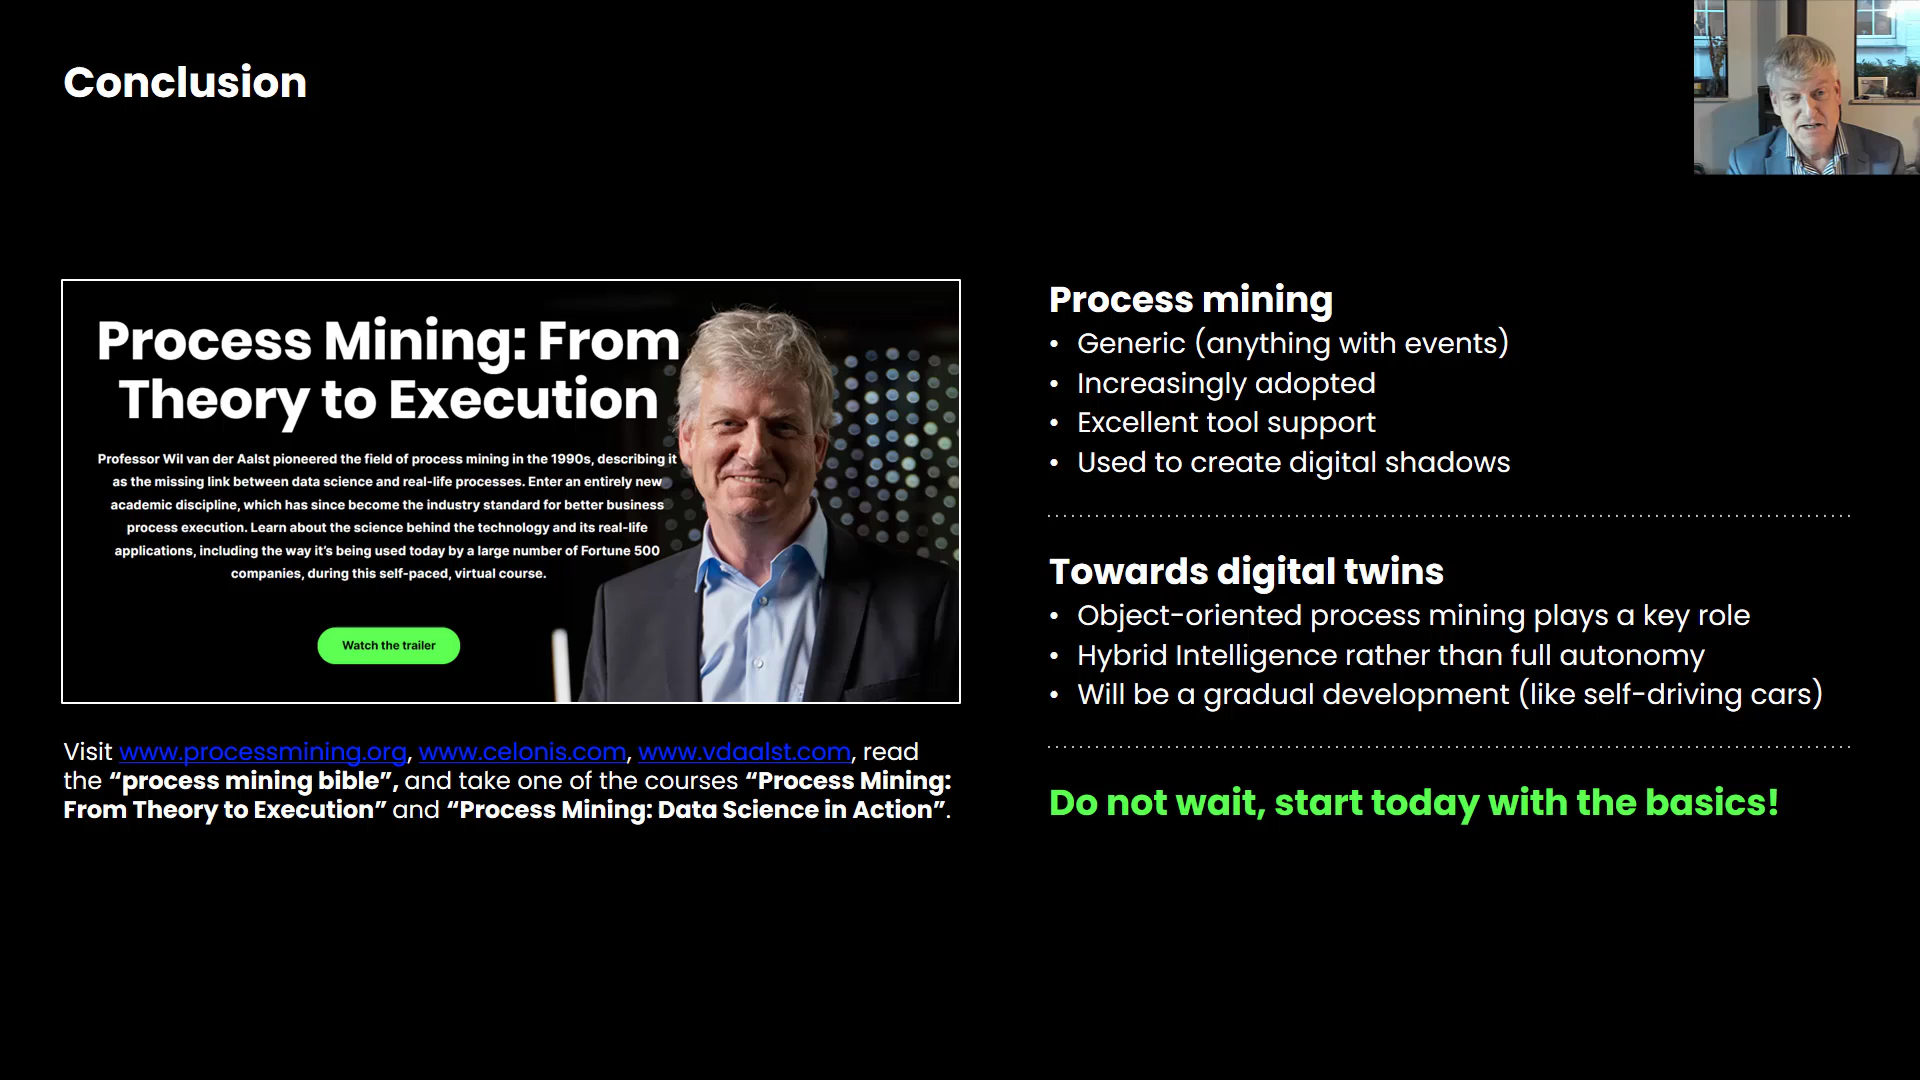 Conclusion
Process Mining: From
Theory to Execution
Professor Wil van der Aalst pioneered the field of process mining in the 1990s, describing it
as the missing link between data science and real-life processes. Enter an entirely new
academic discipline, which has since become the industry standard for better business
process execution. Learn about the science behind the technology and its real-life
applications, including the way it’s being used today by a large number of Fortune 500
companies, during this self-paced, virtual course.
Watch the trailer
Visit www.processmining.org, www.celonis.com, www.vdaalst.com, read
the “process mining bible”, and take one of the courses “Process Mining:
From Theory to Execution” and “Process Mining: Data Science in Action”.
Process mining
• Generic (anything with events)
• Increasingly adopted
• Excellent tool support
• Used to create digital shadows
Towards digital twins
• Object-oriented process mining plays a key role
• Hybrid Intelligence rather than full autonomy
• Will be a gradual development (like self-driving cars)
Do not wait, start today with the basics!